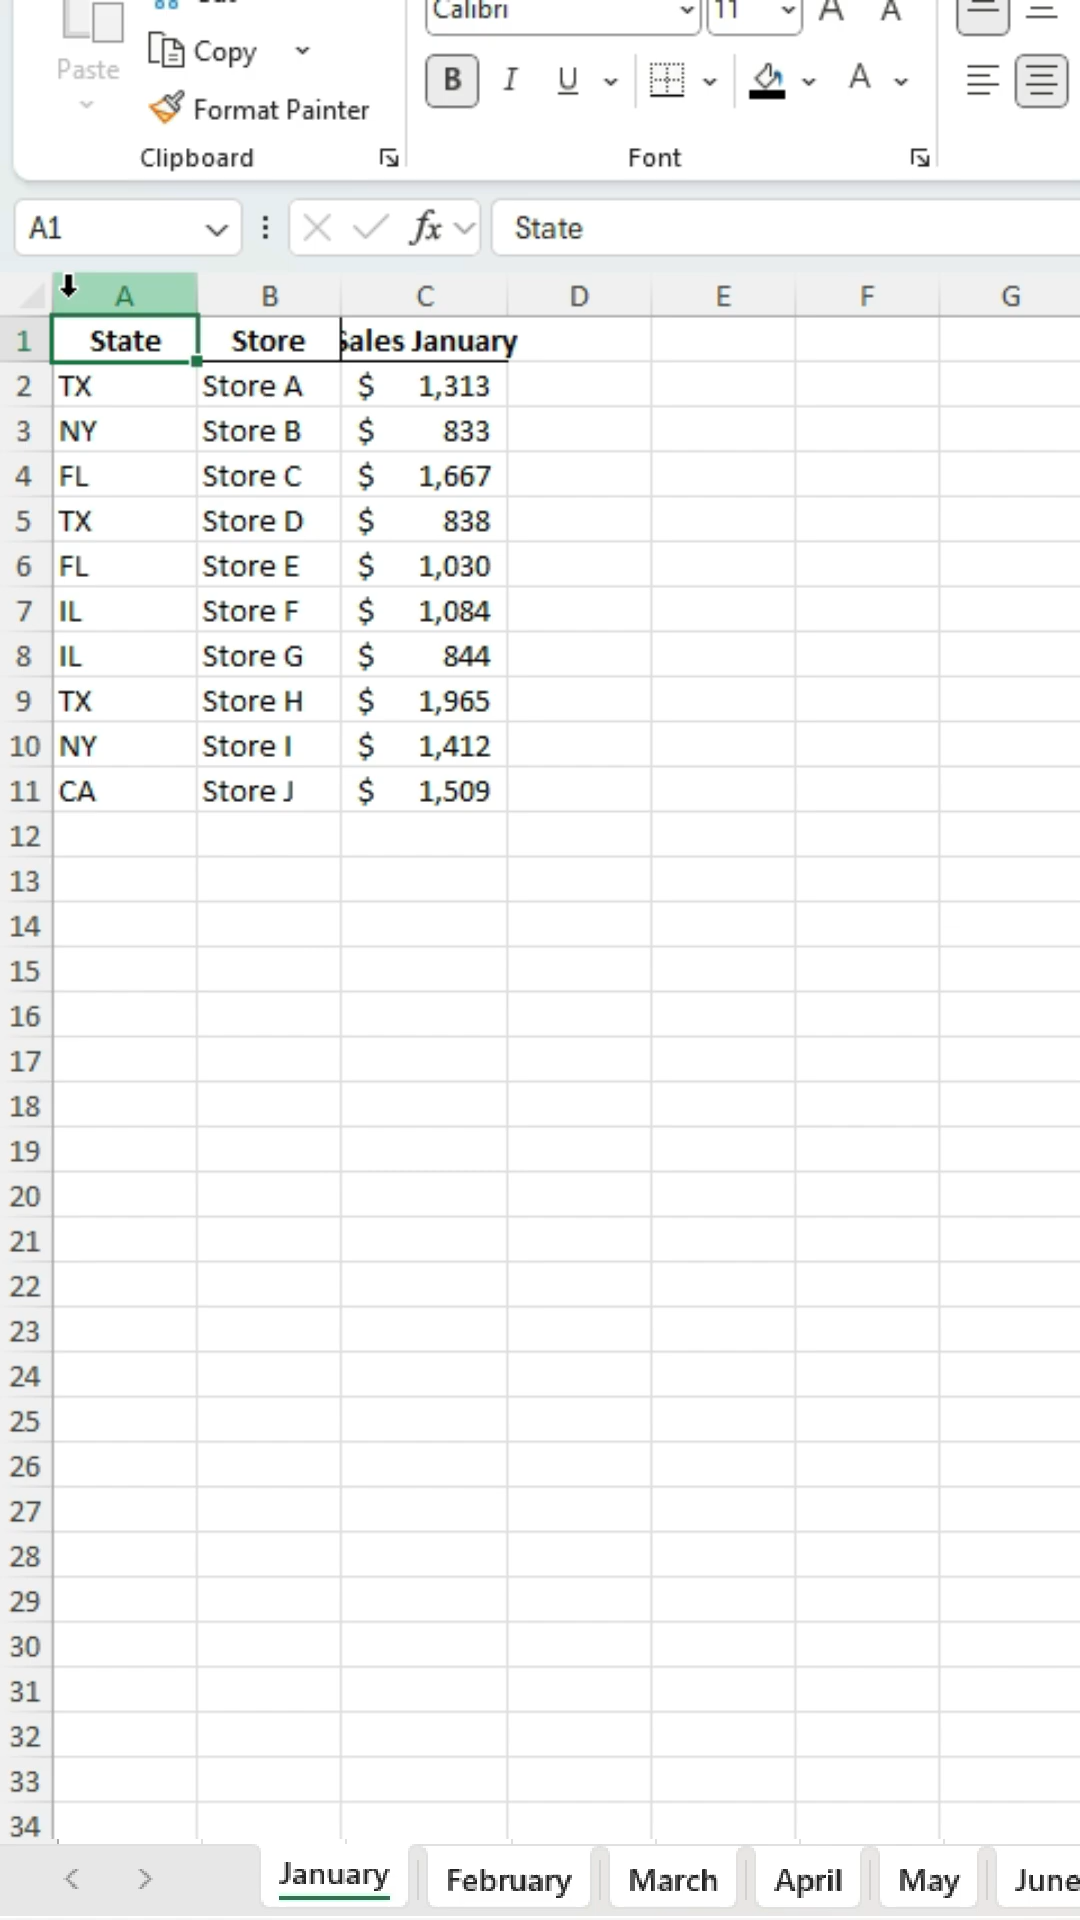 Calibri 11 A A
Copy
Paste
B I U A
Format Painter
Clipboard Font
A1 fx State
A B C D E F G
1 State Store Sales January
2 TX Store A $ 1,313
3 NY Store B $ 833
4 FL Store C $ 1,667
5 TX Store D $ 838
6 FL Store E $ 1,030
7 IL Store F $ 1,084
8 IL Store G $ 844
9 TX Store H $ 1,965
10 NY Store I $ 1,412
11 CA Store J $ 1,509
12
13
14
15
16
17
18
19
20
21
22
23
24
25
26
27
28
29
30
31
32
33
34
January February March April May June